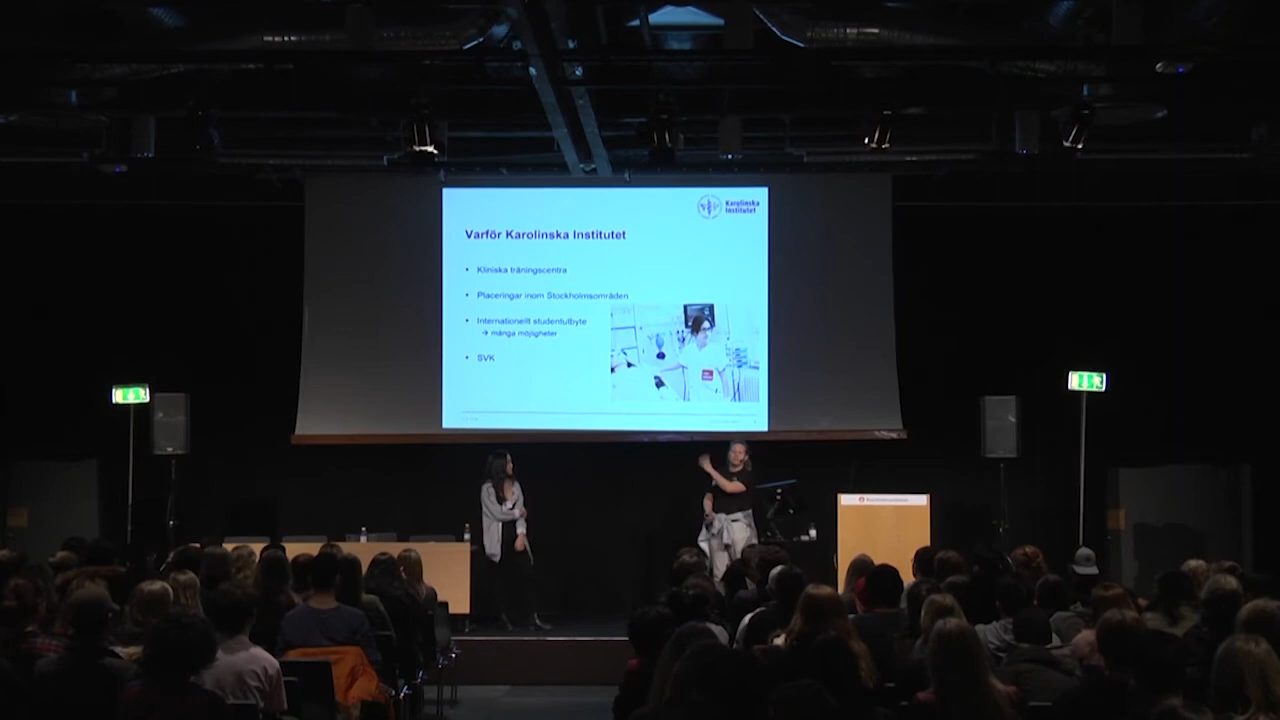 Karolinska
Institutet
Varför Karolinska Institutet
• Kliniska träningscentra
• Placeringar inom Stockholmsområden
• Internationellt studentutbyte
→ många möjligheter
• SVK